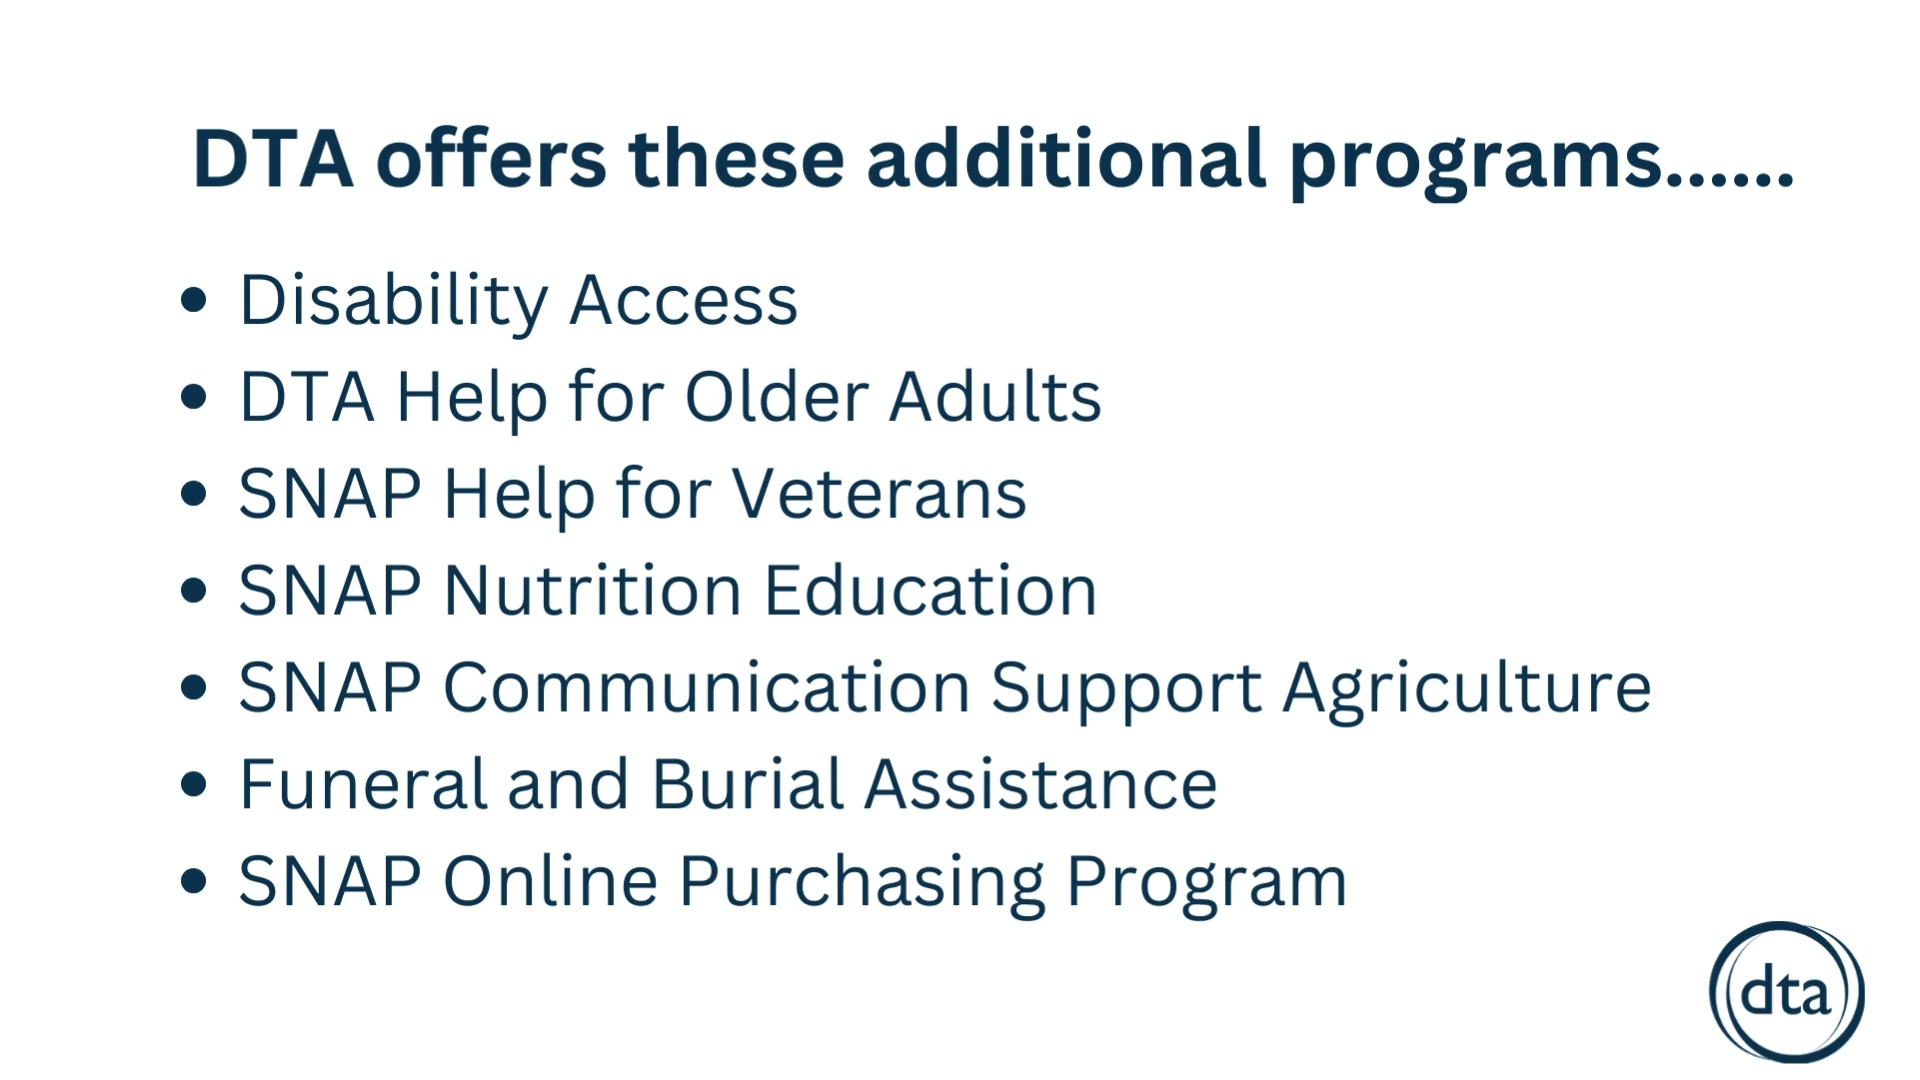 DTA offers these additional programs......
• Disability Access
• DTA Help for Older Adults
• SNAP Help for Veterans
• SNAP Nutrition Education
• SNAP Communication Support Agriculture
• Funeral and Burial Assistance
• SNAP Online Purchasing Program
dta